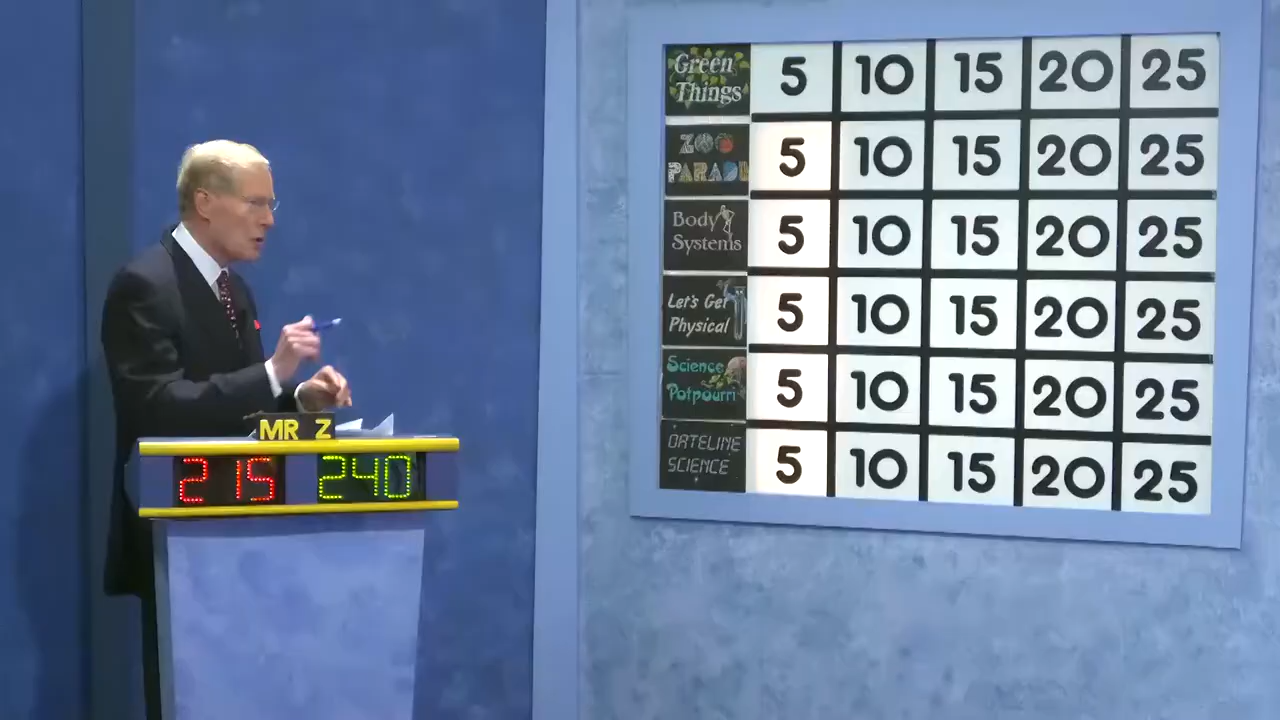 Green
Things
5 10 15 20 25
ZOO
PARADE
5 10 15 20 25
Body
Systems
5 10 15 20 25
Let's Get
Physical
5 10 15 20 25
Science
Potpourri
5 10 15 20 25
DATELINE
SCIENCE
5 10 15 20 25
MR Z
215 240